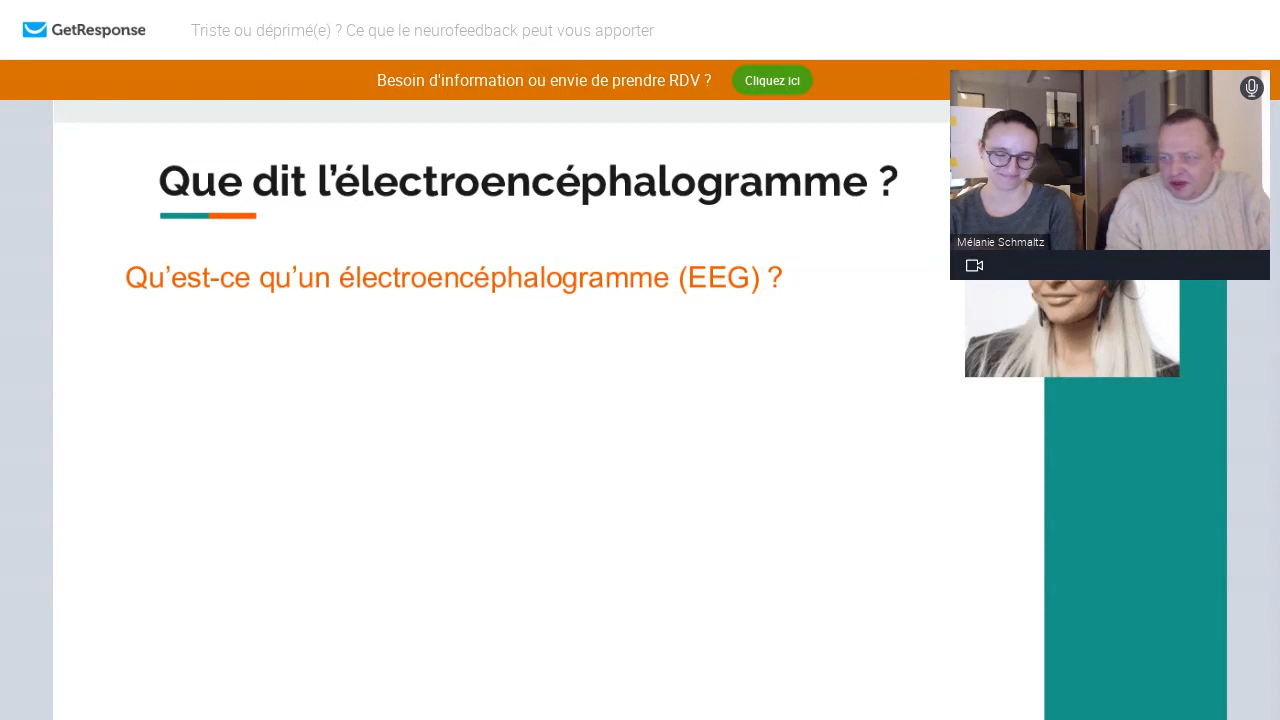 GetResponse
Triste ou déprimé(e) ? Ce que le neurofeedback peut vous apporter
Besoin d'information ou envie de prendre RDV ?
Cliquez ici
Que dit l’électroencéphalogramme ?
Mélanie Schmaltz
Qu’est-ce qu’un électroencéphalogramme (EEG) ?